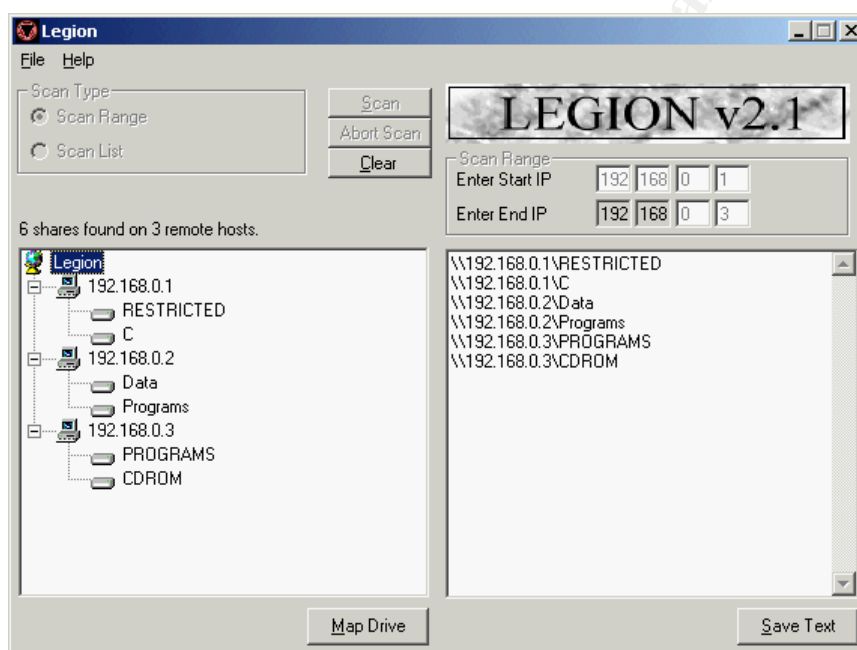 Legion
File Help
Scan Type
Scan Range
Scan List
Scan
Abort Scan
Clear
LEGION v2.1
Scan Range
Enter Start IP 192 168 0 1
Enter End IP 192 168 0 3
6 shares found on 3 remote hosts.
Legion
192.168.0.1
RESTRICTED
C
192.168.0.2
Data
Programs
192.168.0.3
PROGRAMS
CDROM
\\192.168.0.1\RESTRICTED
\\192.168.0.1\C
\\192.168.0.2\Data
\\192.168.0.2\Programs
\\192.168.0.3\PROGRAMS
\\192.168.0.3\CDROM
Map Drive
Save Text